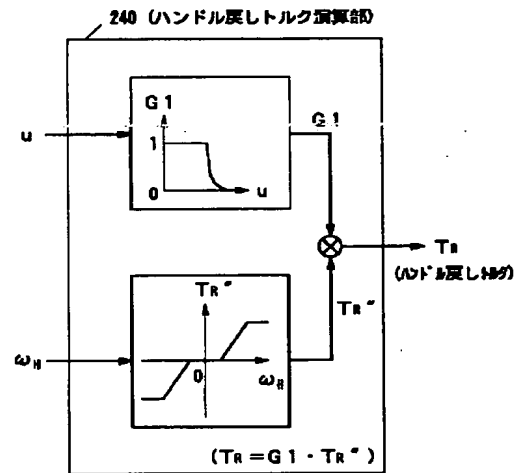 240 (ハンドル戻しトルク演算部)
G1
1
0
u
u
G1
TR
(ハンドル戻しトルク)
TR"
TR"
0
ωH
ωH
(TR=G1・TR")